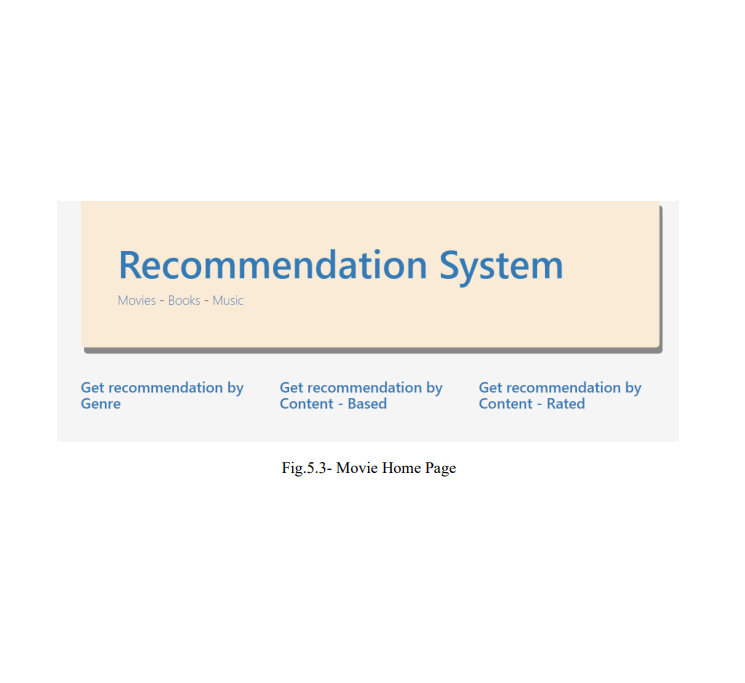 Recommendation System
Movies - Books - Music
Get recommendation by
Genre
Get recommendation by
Content - Based
Get recommendation by
Content - Rated
Fig.5.3- Movie Home Page